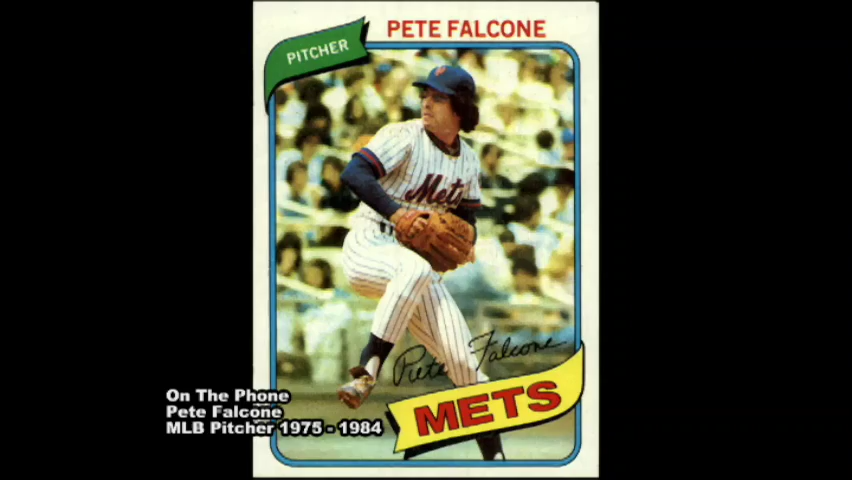 PETE FALCONE
PITCHER
Mets
Pete Falcone
METS
On The Phone
Pete Falcone
MLB Pitcher 1975 - 1984